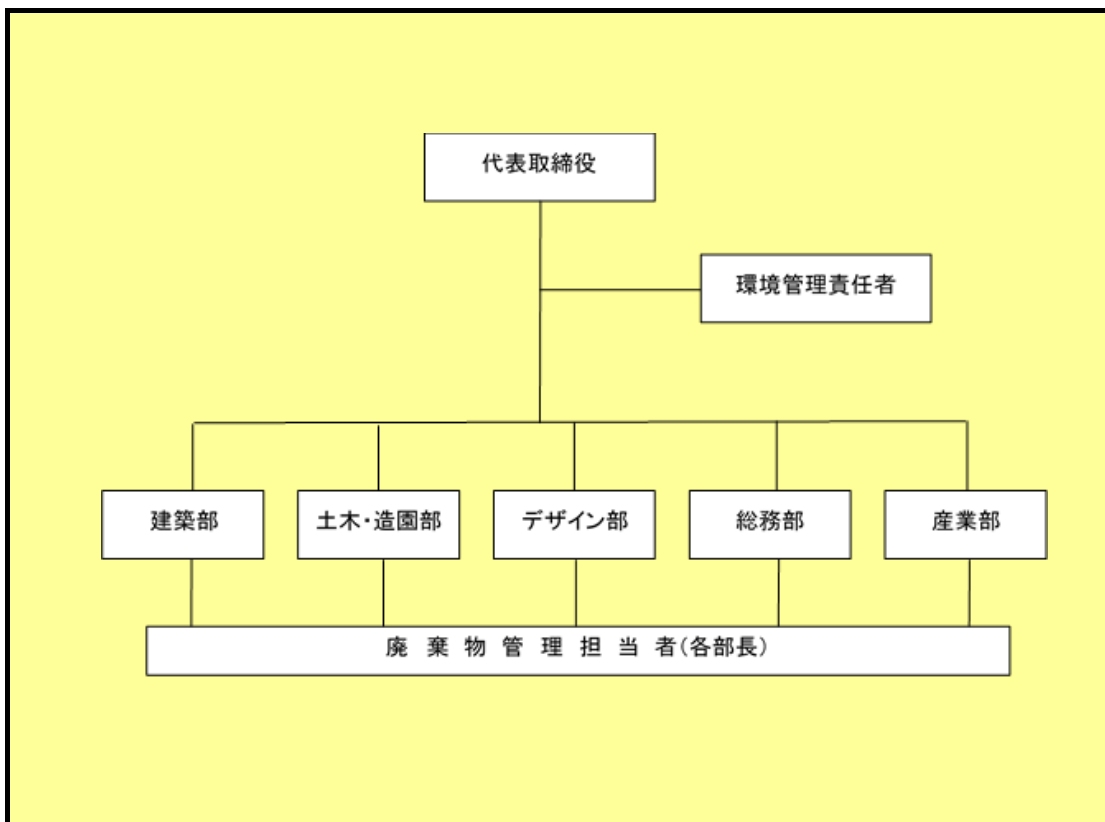 代表取締役
環境管理責任者
建築部
土木・造園部
デザイン部
総務部
産業部
廃棄物管理担当者(各部長)